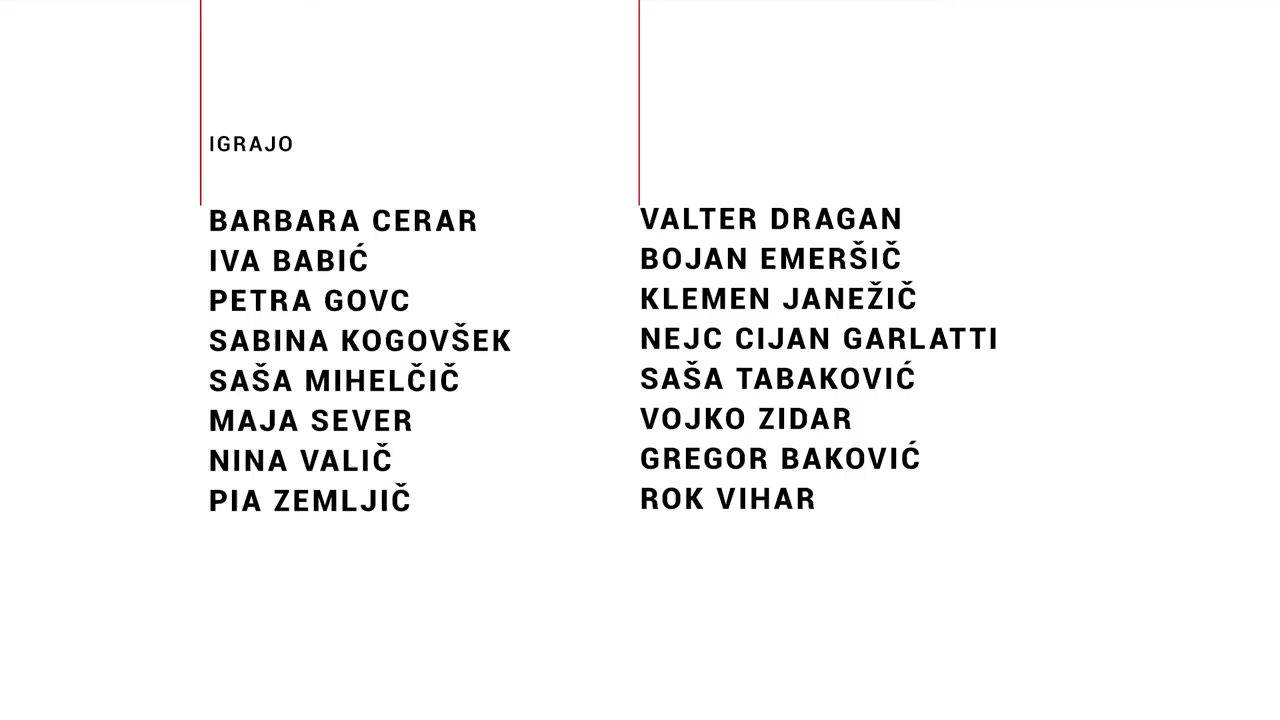 IGRAJO
BARBARA CERAR
IVA BABIĆ
PETRA GOVC
SABINA KOGOVŠEK
SAŠA MIHELČIČ
MAJA SEVER
NINA VALIČ
PIA ZEMLJIČ
VALTER DRAGAN
BOJAN EMERŠIČ
KLEMEN JANEŽIČ
NEJC CIJAN GARLATTI
SAŠA TABAKOVIĆ
VOJKO ZIDAR
GREGOR BAKOVIĆ
ROK VIHAR